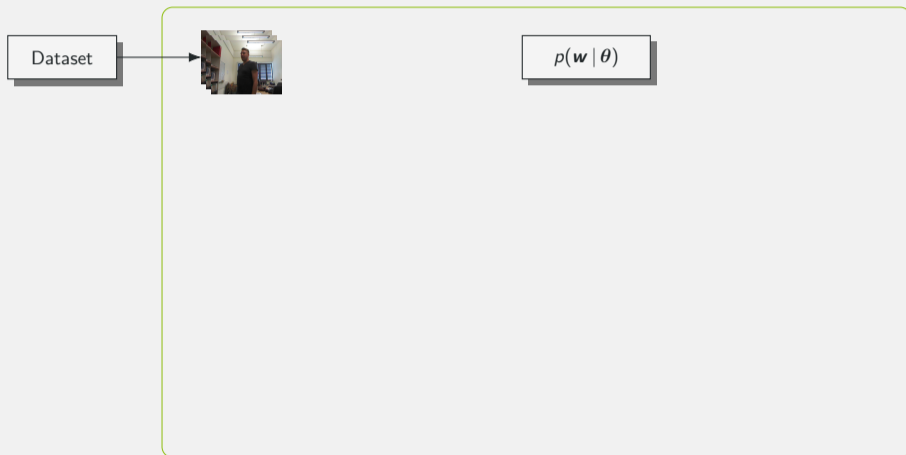 Dataset
p(w | θ)